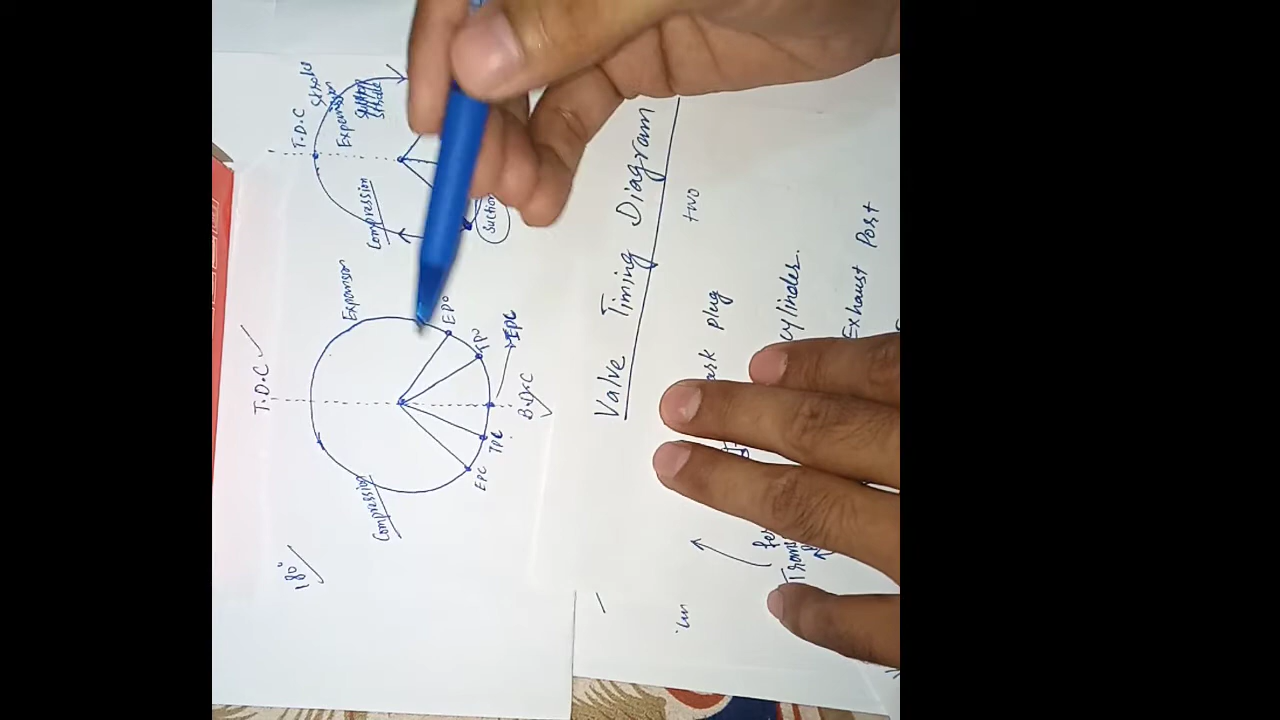 T.D.C
Expansion
Stroke
Compression
Suction
T.D.C
Expansion
EPO
TPO
IPC
B.D.C
TPC
EPC
Compression
180°
Valve Timing Diagram
two
plug
cylinder.
Exhaust Port